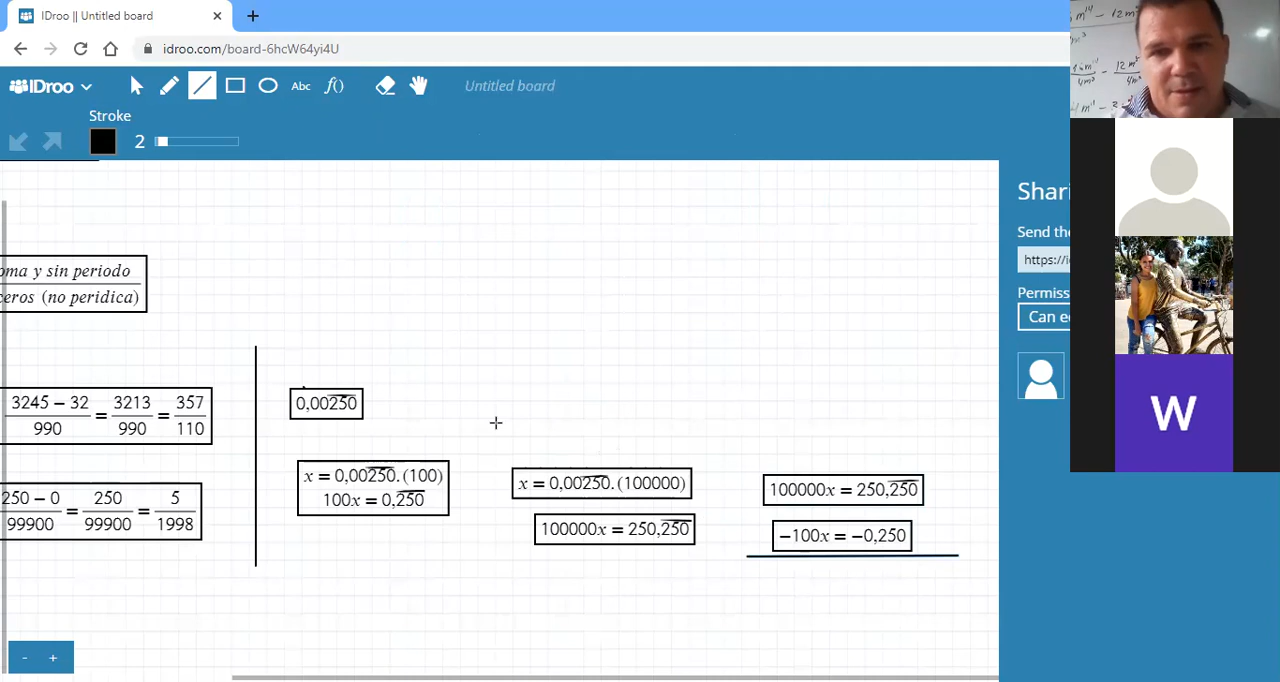 IDroo || Untitled board
idroo.com/board-6hcW64yi4U
IDroo Abc f() Untitled board
Stroke
2
Shari
Send the
https://i
Permiss
Can e
W
oma y sin periodo
ceros (no peridica)
3245 − 32 / 990 = 3213 / 990 = 357 / 110
250 − 0 / 99900 = 250 / 99900 = 5 / 1998
0,00250
x = 0,00250.(100)
100x = 0,250
x = 0,00250.(100000)
100000x = 250,250
100000x = 250,250
−100x = −0,250
- +